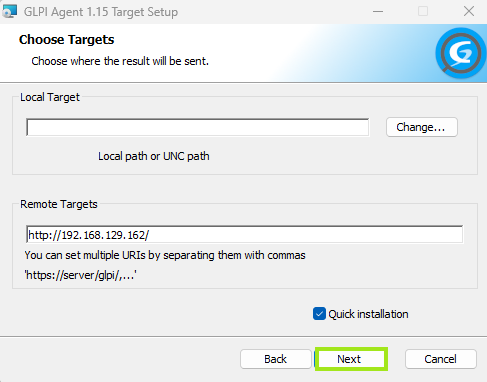 GLPI Agent 1.15 Target Setup
Choose Targets
Choose where the result will be sent.
Local Target
Change...
Local path or UNC path
Remote Targets
http://192.168.129.162/
You can set multiple URIs by separating them with commas
'https://server/glpi/,...'
Quick installation
Back Next Cancel